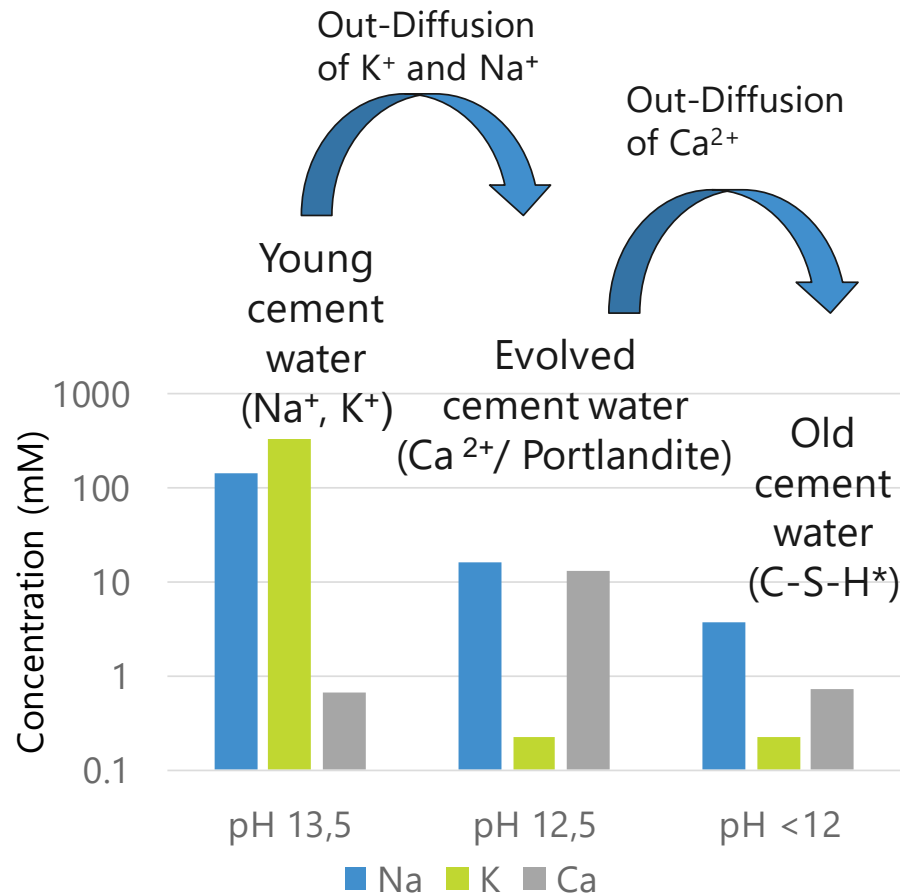 Out-Diffusion
of K⁺ and Na⁺
Out-Diffusion
of Ca²⁺
Young
cement
water
(Na⁺, K⁺)
Evolved
cement water
(Ca ²⁺/ Portlandite)
Old
cement
water
(C-S-H*)
Concentration (mM)
1000
100
10
1
0.1
pH 13,5
pH 12,5
pH <12
Na
K
Ca